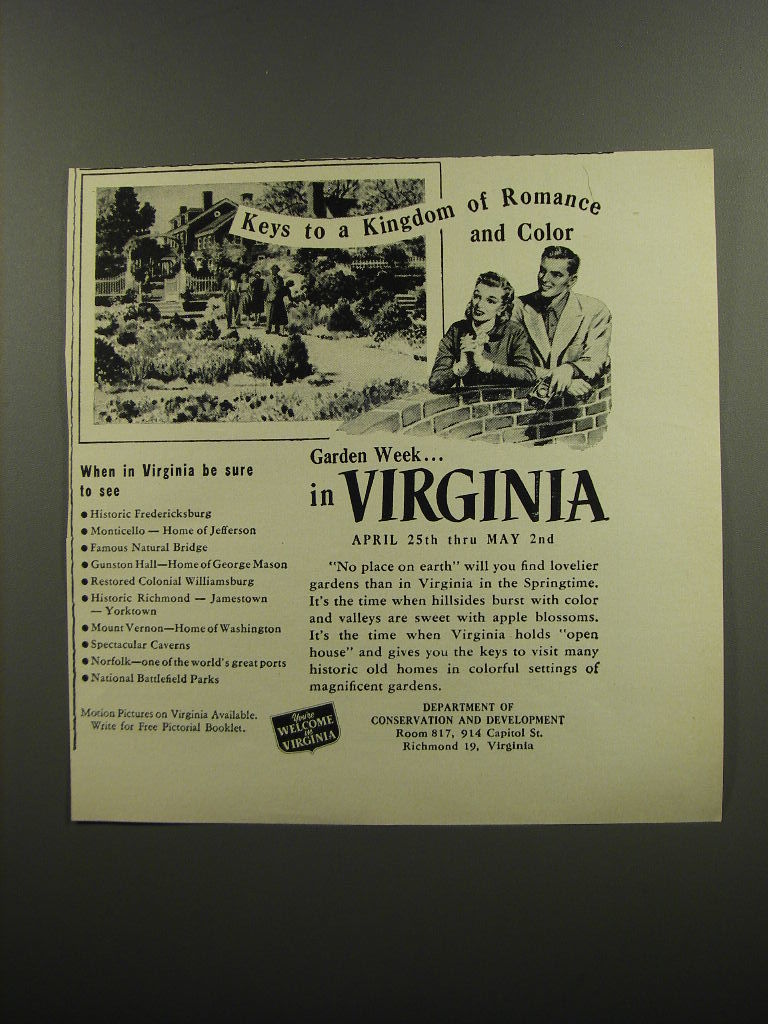 Keys to a Kingdom of Romance
and Color
When in Virginia be sure
to see
● Historic Fredericksburg
● Monticello — Home of Jefferson
● Famous Natural Bridge
● Gunston Hall—Home of George Mason
● Restored Colonial Williamsburg
● Historic Richmond — Jamestown
— Yorktown
● Mount Vernon—Home of Washington
● Spectacular Caverns
● Norfolk—one of the world's great ports
● National Battlefield Parks
Motion Pictures on Virginia Available.
Write for Free Pictorial Booklet.
You're
WELCOME
in
VIRGINIA
Garden Week...
in VIRGINIA
APRIL 25th thru MAY 2nd
"No place on earth" will you find lovelier
gardens than in Virginia in the Springtime.
It's the time when hillsides burst with color
and valleys are sweet with apple blossoms.
It's the time when Virginia holds "open
house" and gives you the keys to visit many
historic old homes in colorful settings of
magnificent gardens.
DEPARTMENT OF
CONSERVATION AND DEVELOPMENT
Room 817, 914 Capitol St.
Richmond 19, Virginia